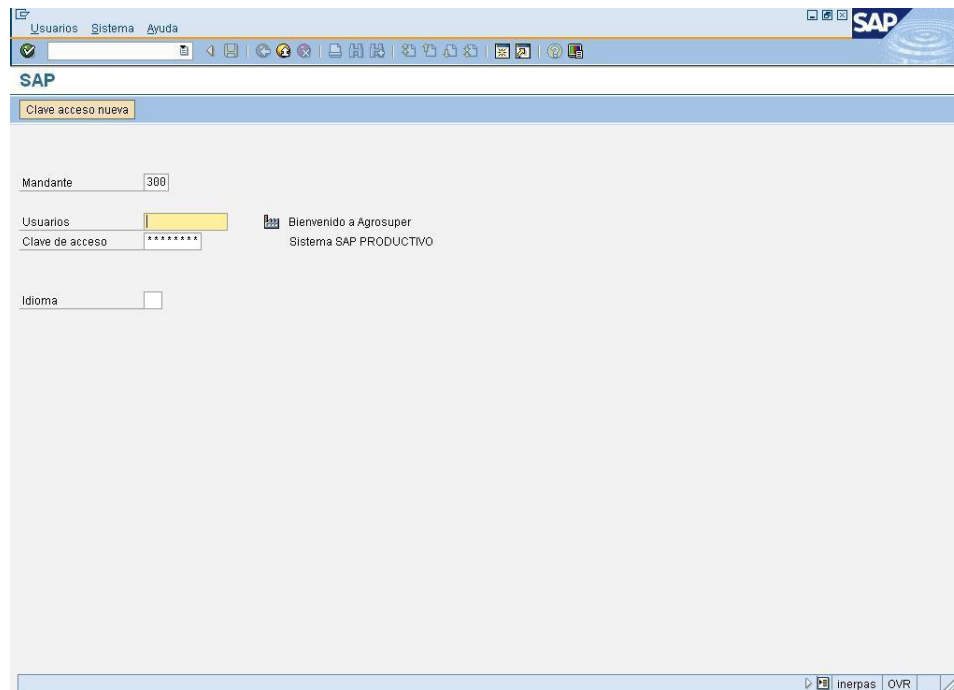 Usuarios Sistema Ayuda
SAP
SAP
Clave acceso nueva
Mandante 300
Usuarios Bienvenido a Agrosuper
Clave de acceso ******** Sistema SAP PRODUCTIVO
Idioma
inerpas OVR